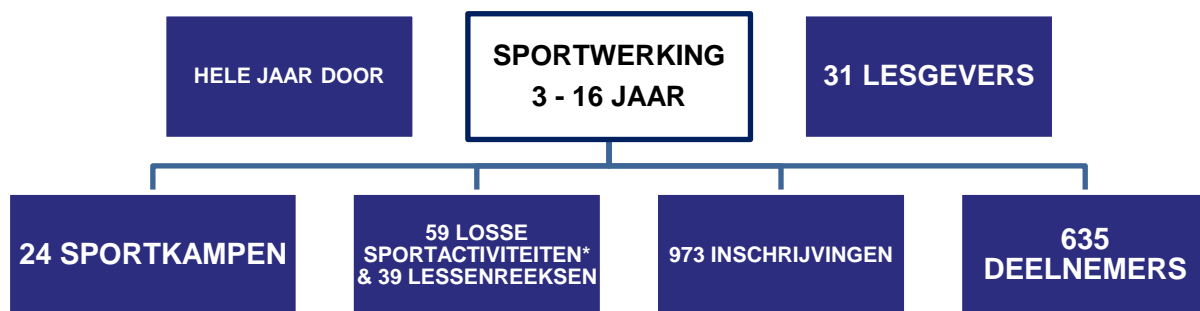 HELE JAAR DOOR
SPORTWERKING
3 - 16 JAAR
31 LESGEVERS
24 SPORTKAMPEN
59 LOSSE
SPORTACTIVITEITEN*
& 39 LESSENREEKSEN
973 INSCHRIJVINGEN
635
DEELNEMERS